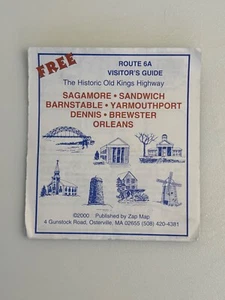 FREE
ROUTE 6A
VISITOR'S GUIDE
The Historic Old Kings Highway
SAGAMORE • SANDWICH
BARNSTABLE • YARMOUTHPORT
DENNIS • BREWSTER
ORLEANS
©2000 Published by Zap Map
4 Gunstock Road, Osterville, MA 02655 (508) 420-4381